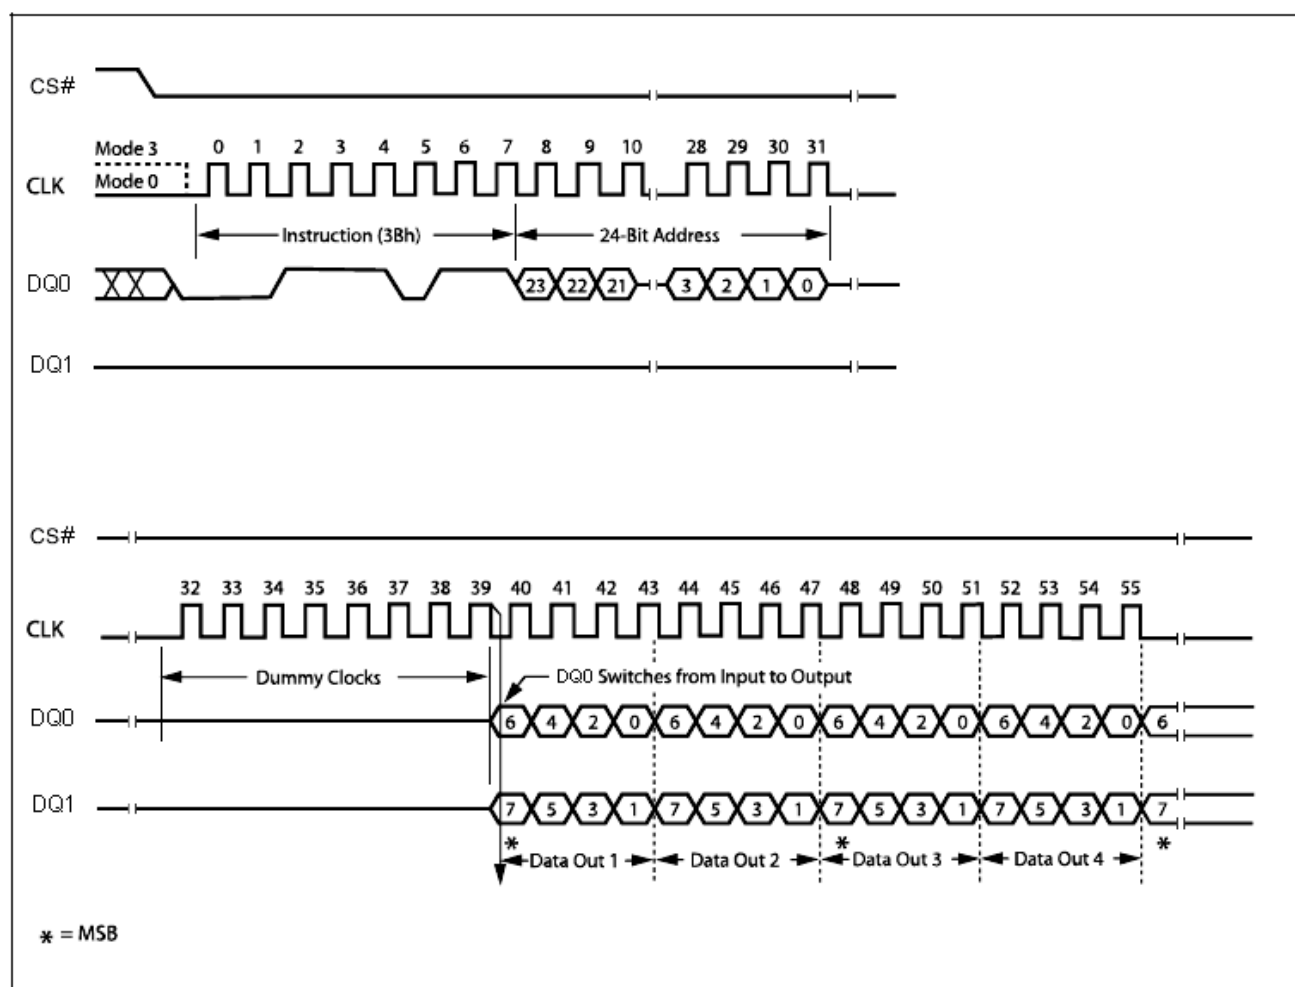 CS#
Mode 3
0 1 2 3 4 5 6 7 8 9 10 28 29 30 31
Mode 0
CLK
Instruction (3Bh) 24-Bit Address
DQ0 23 22 21 3 2 1 0
DQ1
CS#
32 33 34 35 36 37 38 39 40 41 42 43 44 45 46 47 48 49 50 51 52 53 54 55
CLK
Dummy Clocks DQ0 Switches from Input to Output
DQ0 6 4 2 0 6 4 2 0 6 4 2 0 6 4 2 0 6
DQ1 7 5 3 1 7 5 3 1 7 5 3 1 7 5 3 1 7
* * *
Data Out 1 Data Out 2 Data Out 3 Data Out 4
* = MSB